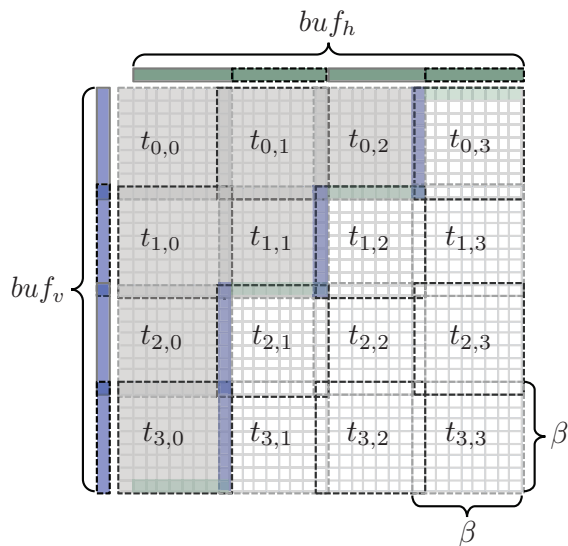 buf_h
t_{0,0} t_{0,1} t_{0,2} t_{0,3}
t_{1,0} t_{1,1} t_{1,2} t_{1,3}
buf_v
t_{2,0} t_{2,1} t_{2,2} t_{2,3}
t_{3,0} t_{3,1} t_{3,2} t_{3,3} β
β